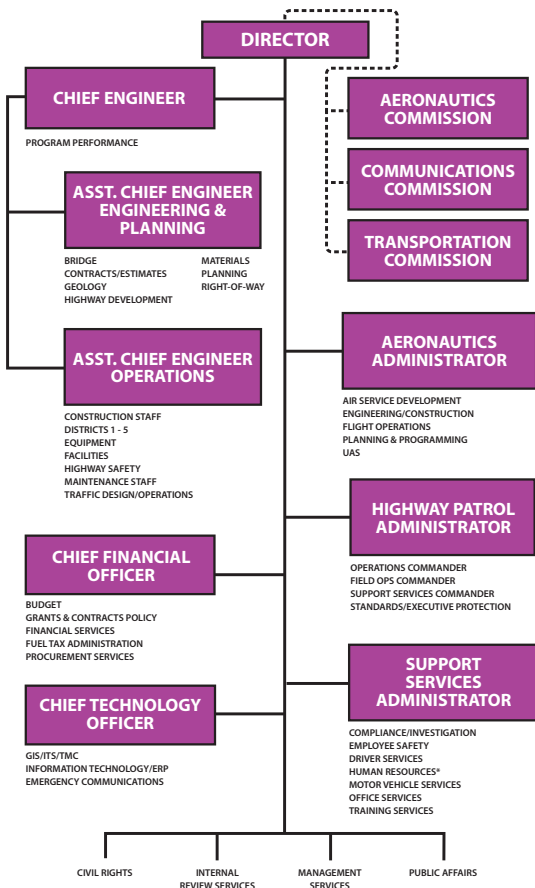 DIRECTOR
CHIEF ENGINEER
PROGRAM PERFORMANCE
AERONAUTICS
COMMISSION
COMMUNICATIONS
COMMISSION
TRANSPORTATION
COMMISSION
ASST. CHIEF ENGINEER
ENGINEERING &
PLANNING
BRIDGE
CONTRACTS/ESTIMATES
GEOLOGY
HIGHWAY DEVELOPMENT
MATERIALS
PLANNING
RIGHT-OF-WAY
ASST. CHIEF ENGINEER
OPERATIONS
CONSTRUCTION STAFF
DISTRICTS 1 - 5
EQUIPMENT
FACILITIES
HIGHWAY SAFETY
MAINTENANCE STAFF
TRAFFIC DESIGN/OPERATIONS
AERONAUTICS
ADMINISTRATOR
AIR SERVICE DEVELOPMENT
ENGINEERING/CONSTRUCTION
FLIGHT OPERATIONS
PLANNING & PROGRAMMING
UAS
HIGHWAY PATROL
ADMINISTRATOR
OPERATIONS COMMANDER
FIELD OPS COMMANDER
SUPPORT SERVICES COMMANDER
STANDARDS/EXECUTIVE PROTECTION
CHIEF FINANCIAL
OFFICER
BUDGET
GRANTS & CONTRACTS POLICY
FINANCIAL SERVICES
FUEL TAX ADMINISTRATION
PROCUREMENT SERVICES
SUPPORT
SERVICES
ADMINISTRATOR
COMPLIANCE/INVESTIGATION
EMPLOYEE SAFETY
DRIVER SERVICES
HUMAN RESOURCES*
MOTOR VEHICLE SERVICES
OFFICE SERVICES
TRAINING SERVICES
CHIEF TECHNOLOGY
OFFICER
GIS/ITS/TMC
INFORMATION TECHNOLOGY/ERP
EMERGENCY COMMUNICATIONS
CIVIL RIGHTS
INTERNAL
REVIEW SERVICES
MANAGEMENT
SERVICES
PUBLIC AFFAIRS